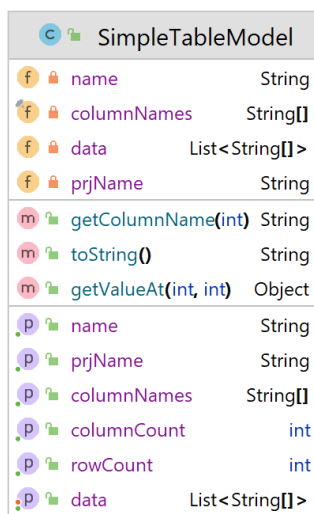 C SimpleTableModel
f name String
f columnNames String[]
f data List<String[]>
f prjName String
m getColumnName(int) String
m toString() String
m getValueAt(int, int) Object
p name String
p prjName String
p columnNames String[]
p columnCount int
p rowCount int
p data List<String[]>